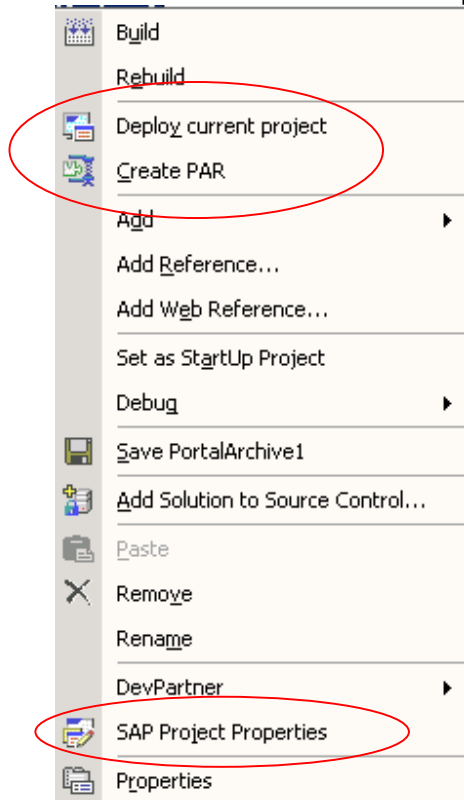 Build
Rebuild
Deploy current project
Create PAR
Add
Add Reference...
Add Web Reference...
Set as StartUp Project
Debug
Save PortalArchive1
Add Solution to Source Control...
Paste
Remove
Rename
DevPartner
SAP Project Properties
Properties